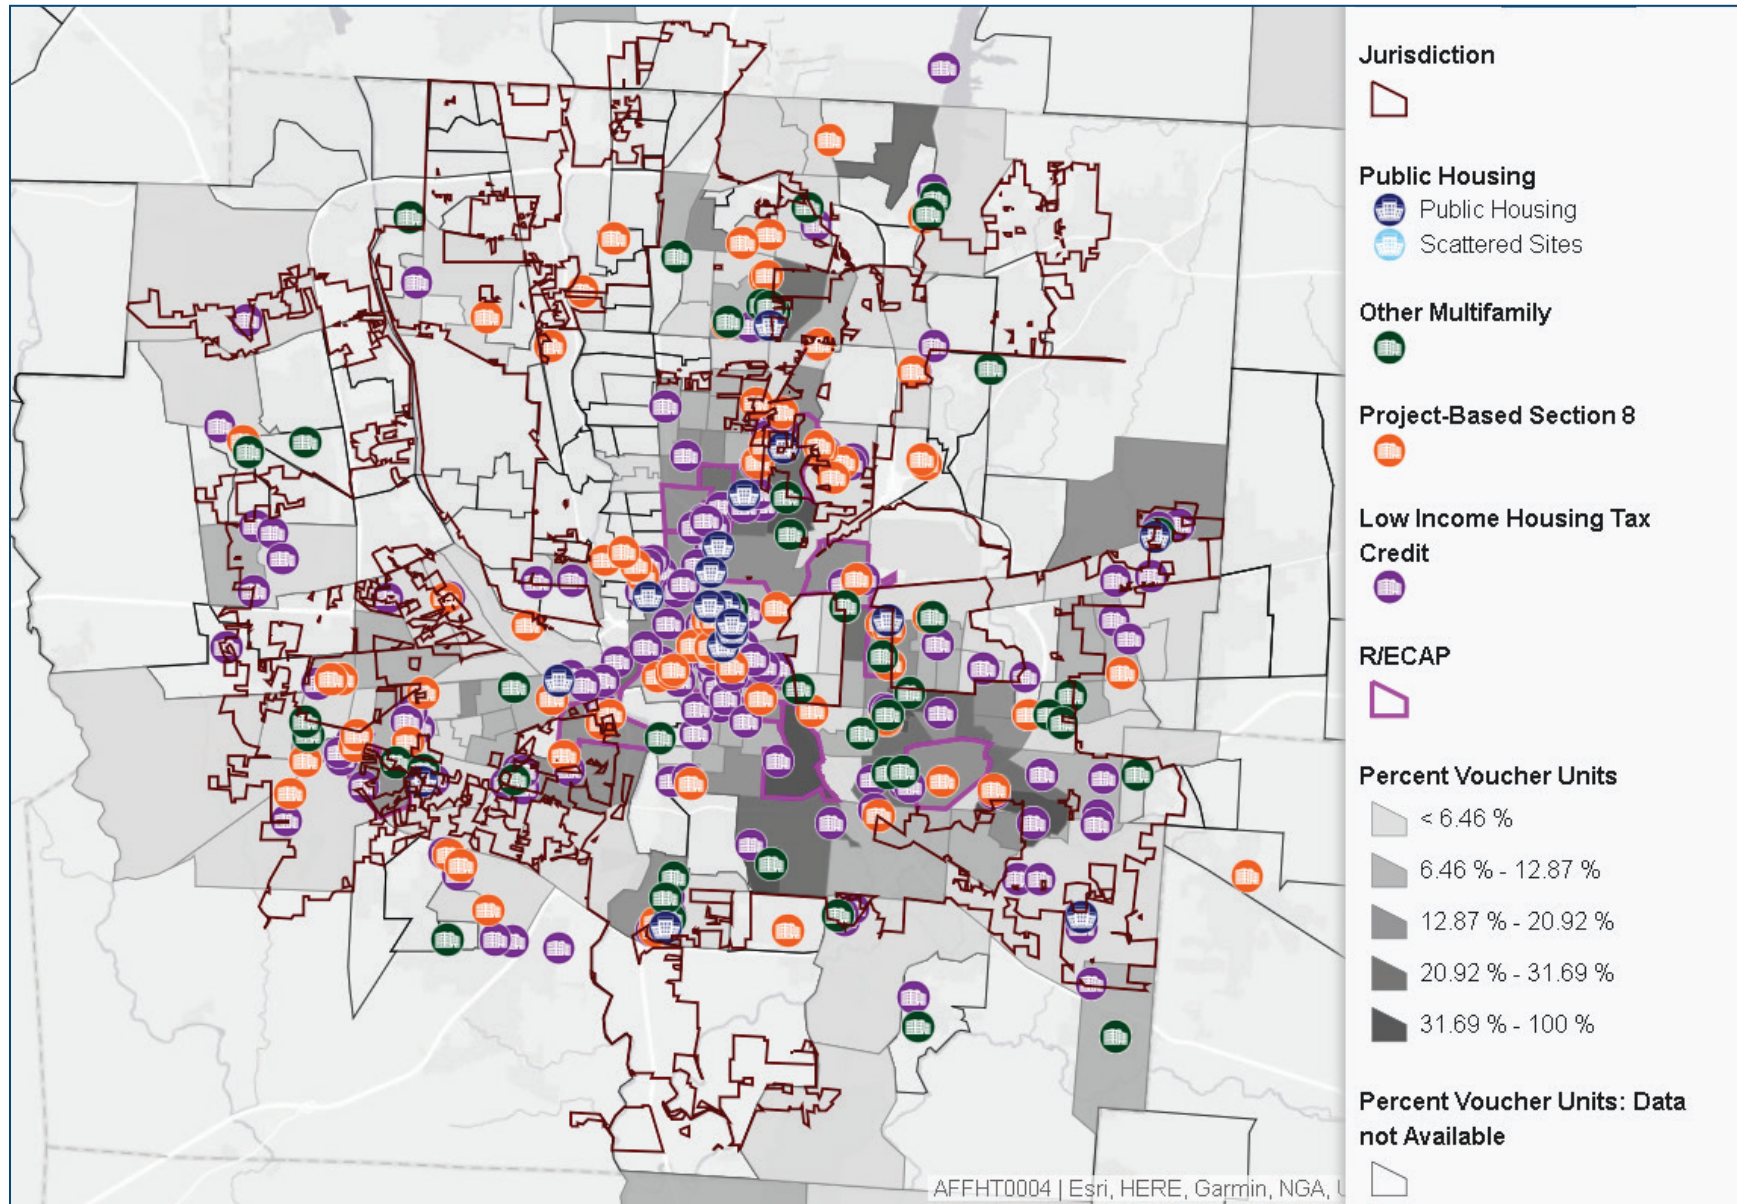 Jurisdiction
Public Housing
Public Housing
Scattered Sites
Other Multifamily
Project-Based Section 8
Low Income Housing Tax
Credit
R/ECAP
Percent Voucher Units
< 6.46 %
6.46 % - 12.87 %
12.87 % - 20.92 %
20.92 % - 31.69 %
31.69 % - 100 %
Percent Voucher Units: Data
not Available
AFFHT0004 | Esri, HERE, Garmin, NGA,